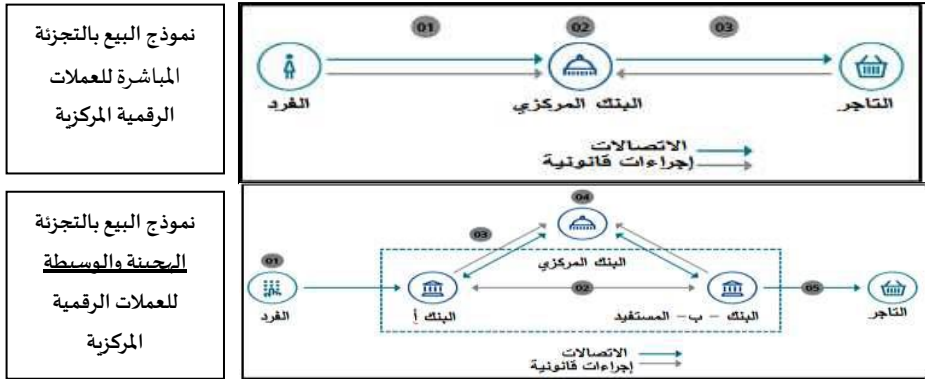 نموذج البيع بالتجزئة
المباشرة للعملات
الرقمية المركزية
01
02
03
الفرد
البنك المركزي
التاجر
الاتصالات
إجراءات قانونية
نموذج البيع بالتجزئة
الهجينة والوسيطة
للعملات الرقمية
المركزية
04
03
01
البنك المركزي
02
05
الفرد
البنك أ
البنك - ب- المستفيد
التاجر
الاتصالات
إجراءات قانونية